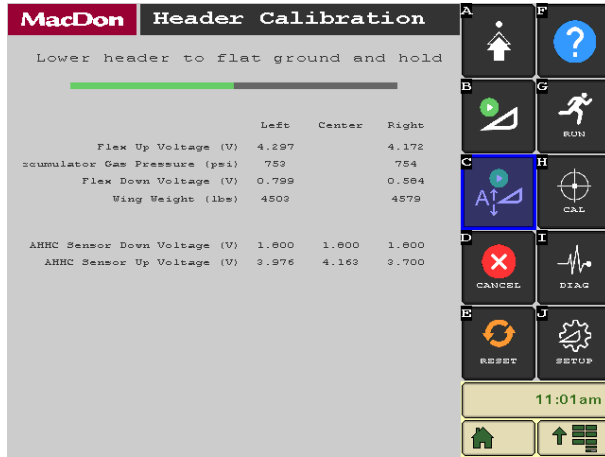 MacDon Header Calibration
Lower header to flat ground and hold
Left Center Right
Flex Up Voltage (V) 4.297 4.172
ccumulator Gas Pressure (psi) 753 754
Flex Down Voltage (V) 0.799 0.584
Wing Weight (lbs) 4503 4579
AHHC Sensor Down Voltage (V) 1.800 1.800 1.800
AHHC Sensor Up Voltage (V) 3.976 4.163 3.700
A
F
?
B
G
RUN
C
A
H
CAL
D
CANCEL
I
DIAG
E
RESET
J
SETUP
11:01am